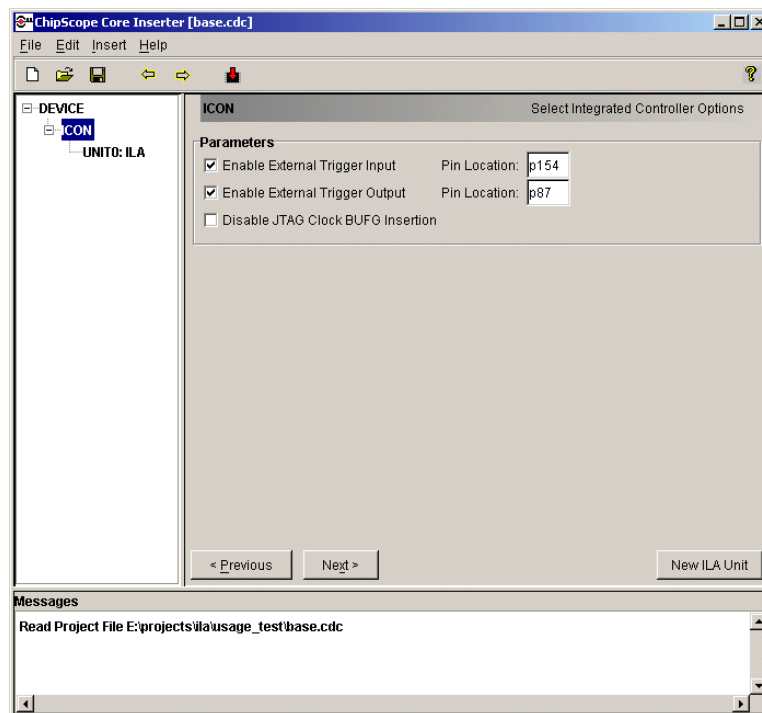 ChipScope Core Inserter [base.cdc]
File Edit Insert Help
DEVICE
ICON
UNIT0: ILA
ICON Select Integrated Controller Options
Parameters
Enable External Trigger Input Pin Location: p154
Enable External Trigger Output Pin Location: p87
Disable JTAG Clock BUFG Insertion
< Previous Next > New ILA Unit
Messages
Read Project File E:\projects\ila\usage_test\base.cdc